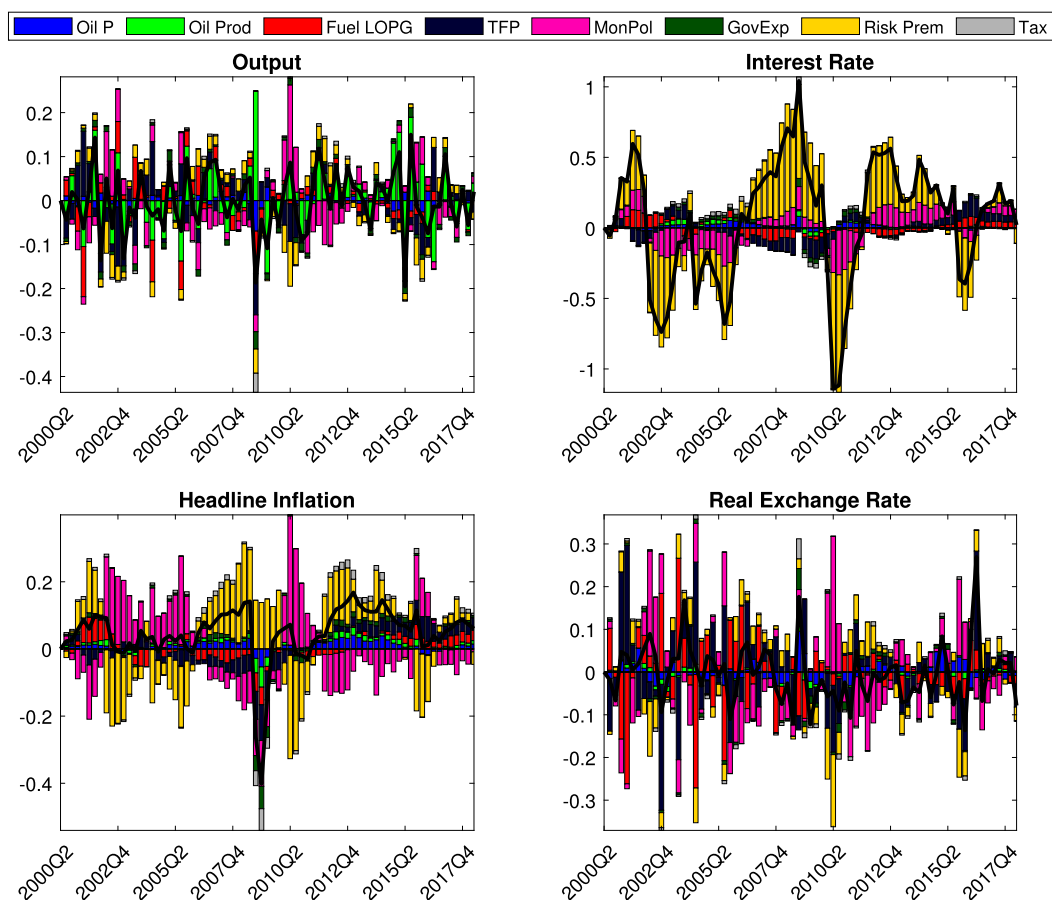 Oil P Oil Prod Fuel LOPG TFP MonPol GovExp Risk Prem Tax
Output
0.2
0.1
0
-0.1
-0.2
-0.3
-0.4
2000Q2 2002Q4 2005Q2 2007Q4 2010Q2 2012Q4 2015Q2 2017Q4
Interest Rate
1
0.5
0
-0.5
-1
2000Q2 2002Q4 2005Q2 2007Q4 2010Q2 2012Q4 2015Q2 2017Q4
Headline Inflation
0.2
0
-0.2
-0.4
2000Q2 2002Q4 2005Q2 2007Q4 2010Q2 2012Q4 2015Q2 2017Q4
Real Exchange Rate
0.3
0.2
0.1
0
-0.1
-0.2
-0.3
2000Q2 2002Q4 2005Q2 2007Q4 2010Q2 2012Q4 2015Q2 2017Q4